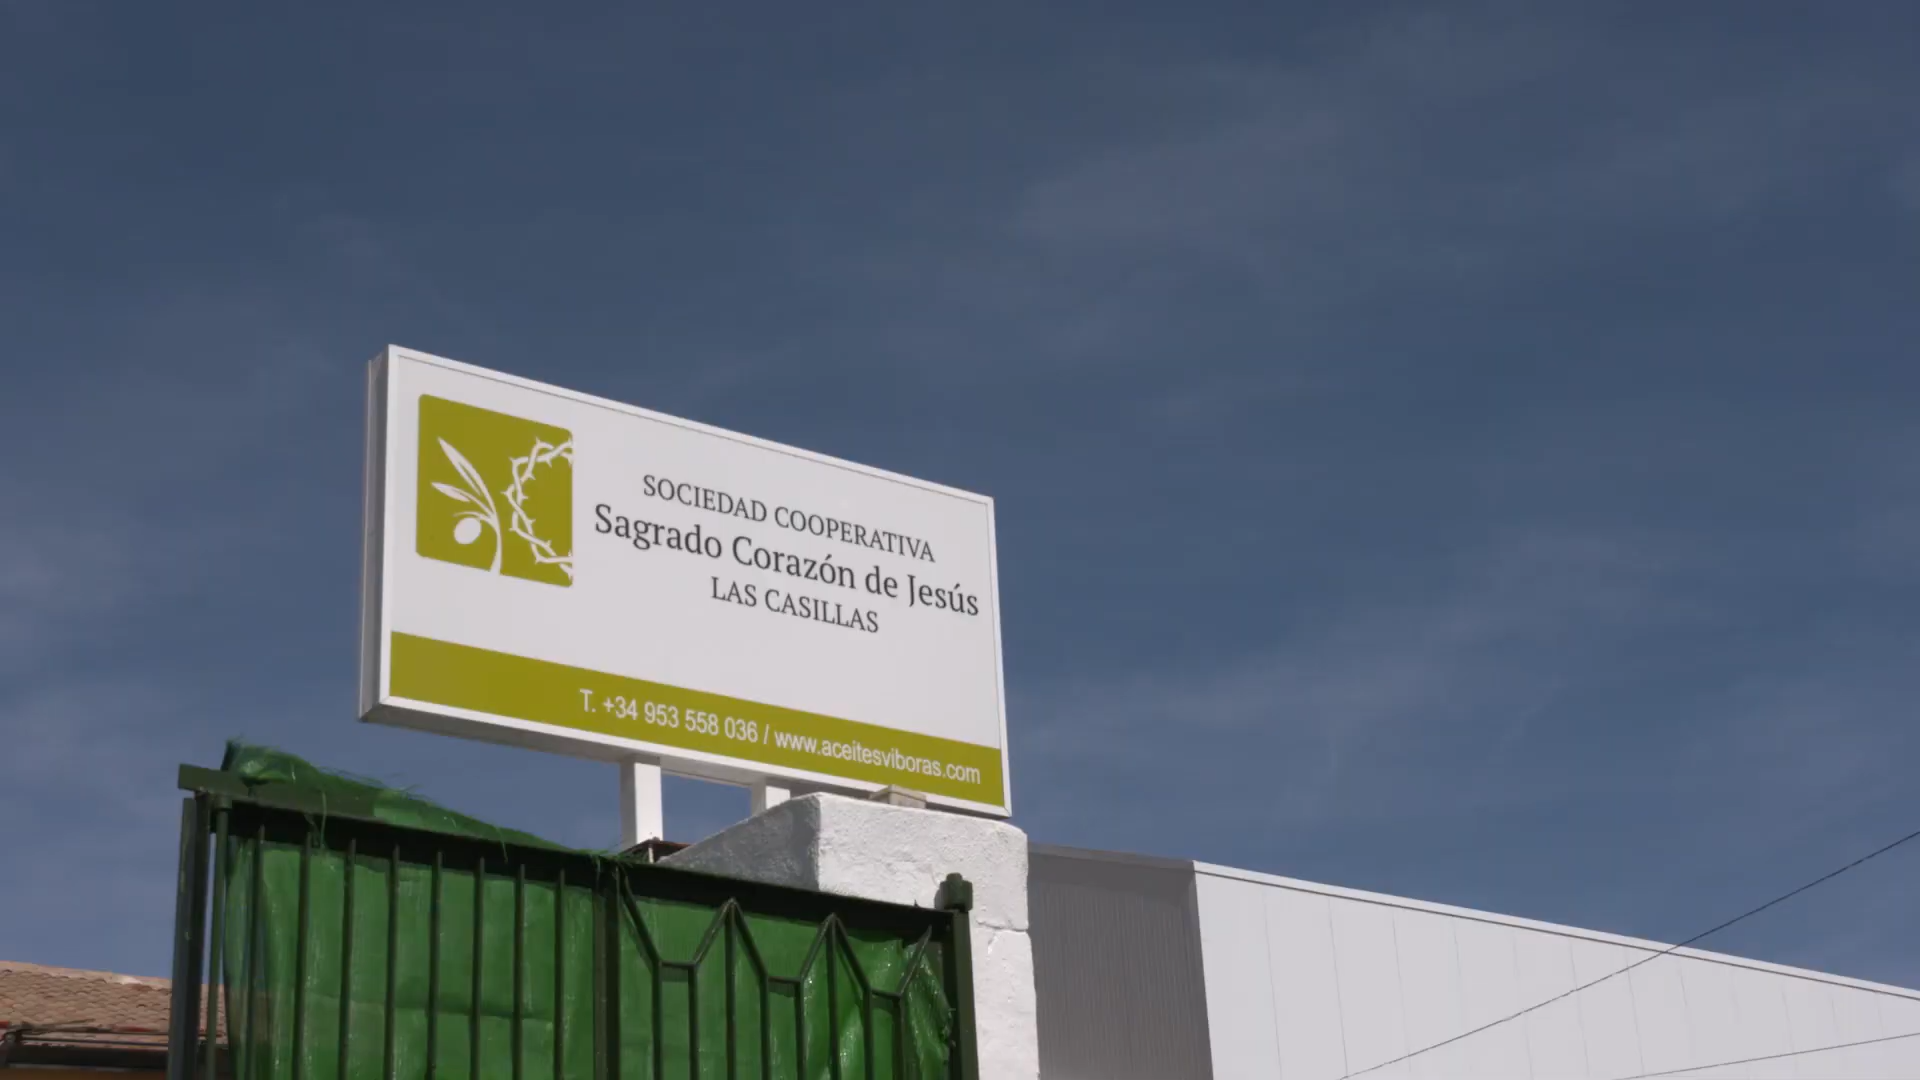 SOCIEDAD COOPERATIVA
Sagrado Corazón de Jesús
LAS CASILLAS
T. +34 953 558 036 / www.aceitesviboras.com